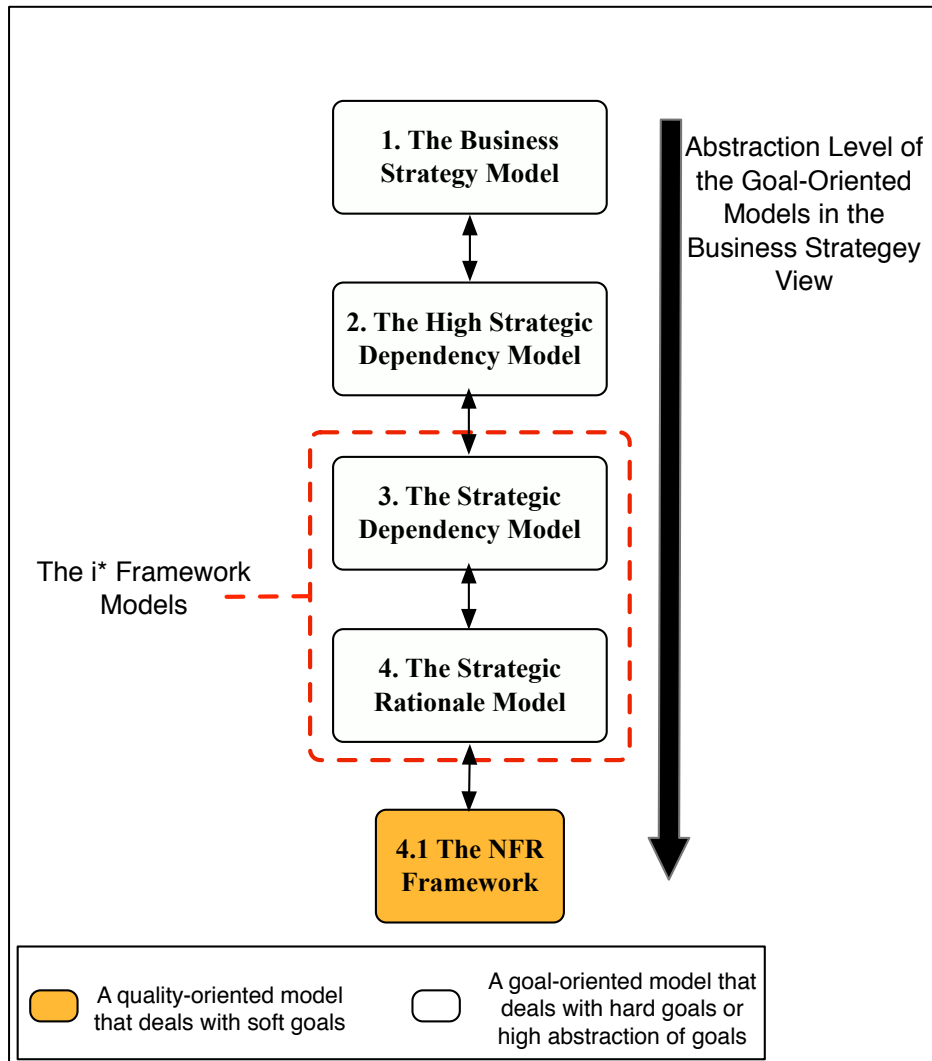 1. The Business
Strategy Model
Abstraction Level of
the Goal-Oriented
Models in the
Business Strategey
View
2. The High Strategic
Dependency Model
3. The Strategic
Dependency Model
The i* Framework
Models
4. The Strategic
Rationale Model
4.1 The NFR
Framework
A quality-oriented model
that deals with soft goals
A goal-oriented model that
deals with hard goals or
high abstraction of goals